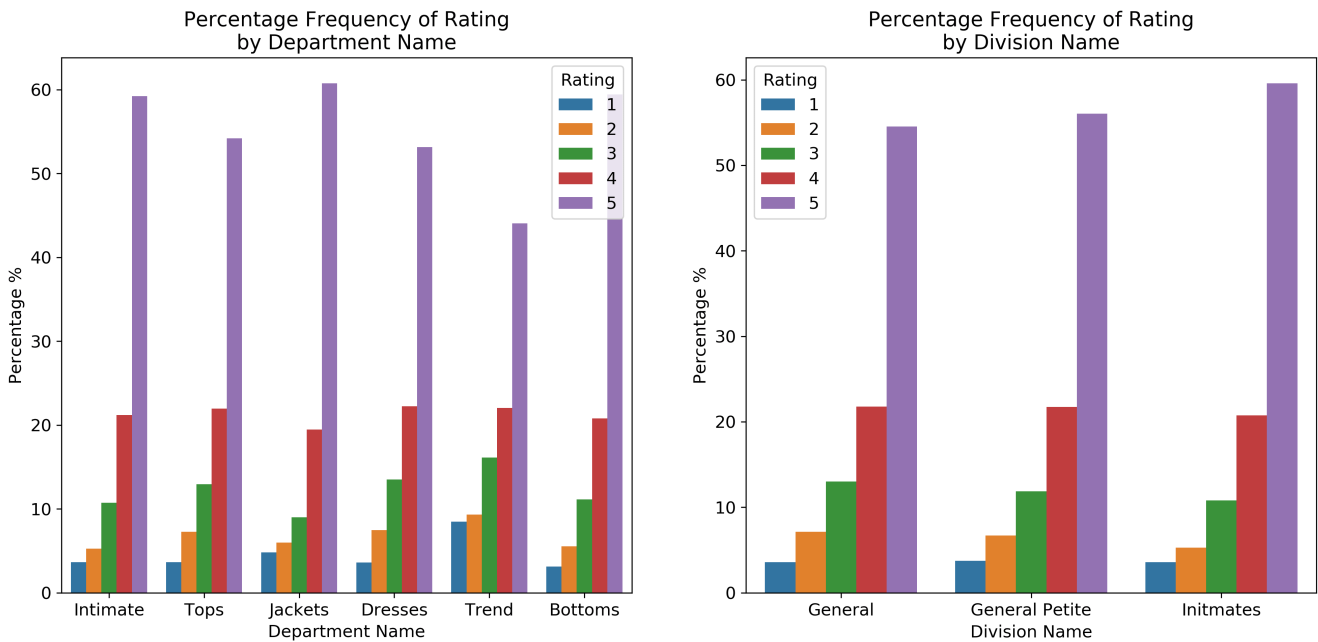 Percentage Frequency of Rating
by Department Name
Percentage %
60
50
40
30
20
10
0
Rating
1
2
3
4
5
Intimate Tops Jackets Dresses Trend Bottoms
Department Name
Percentage Frequency of Rating
by Division Name
Percentage %
60
50
40
30
20
10
0
Rating
1
2
3
4
5
General General Petite Initmates
Division Name